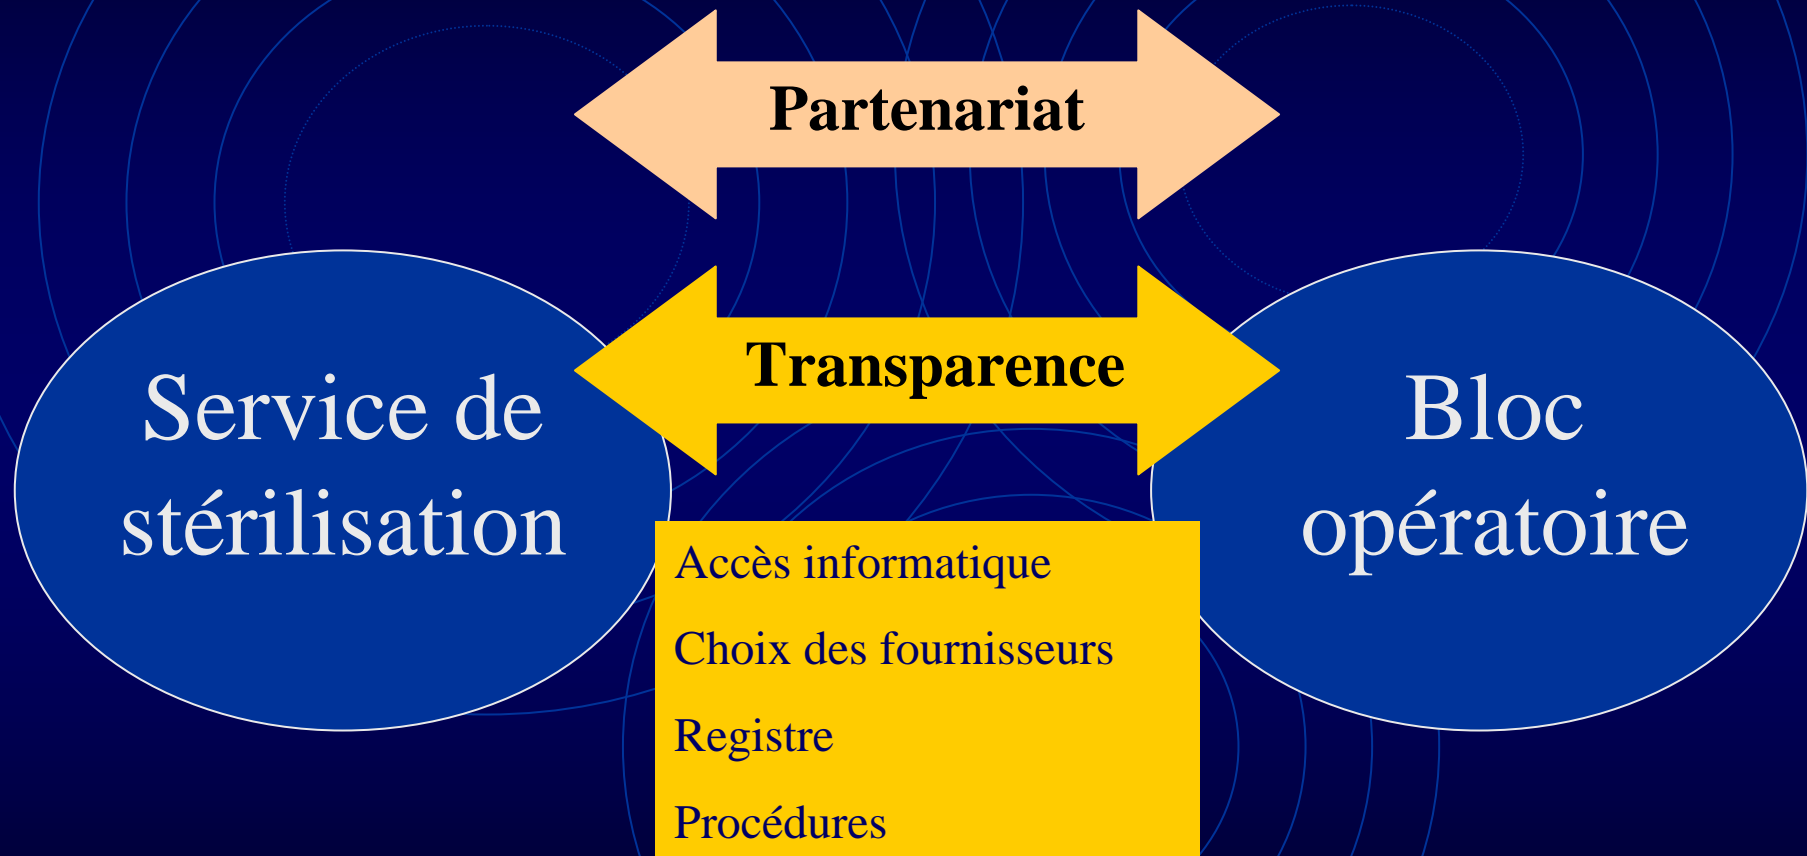 Partenariat
Transparence
Service de
stérilisation
Bloc
opératoire
Accès informatique
Choix des fournisseurs
Registre
Procédures